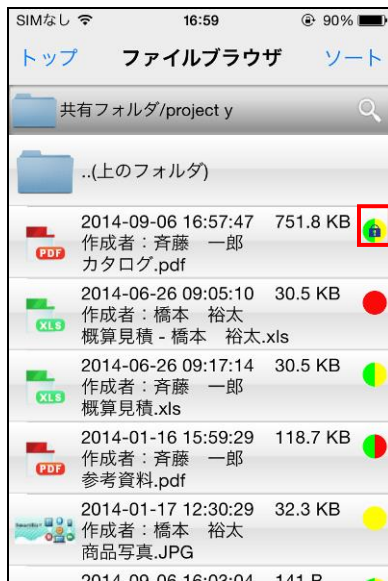 SIMなし 16:59 90%
トップ ファイルブラウザ ソート
共有フォルダ/project y
..(上のフォルダ)
2014-09-06 16:57:47 751.8 KB
作成者：斉藤　一郎
PDF
カタログ.pdf
2014-06-26 09:05:10 30.5 KB
作成者：橋本　裕太
XLS
概算見積 - 橋本　裕太.xls
2014-06-26 09:17:14 30.5 KB
作成者：斉藤　一郎
XLS
概算見積.xls
2014-01-16 15:59:29 118.7 KB
作成者：斉藤　一郎
PDF
参考資料.pdf
2014-01-17 12:30:29 32.3 KB
作成者：橋本　裕太
商品写真.JPG
2014-09-06 16:03:04 141 B